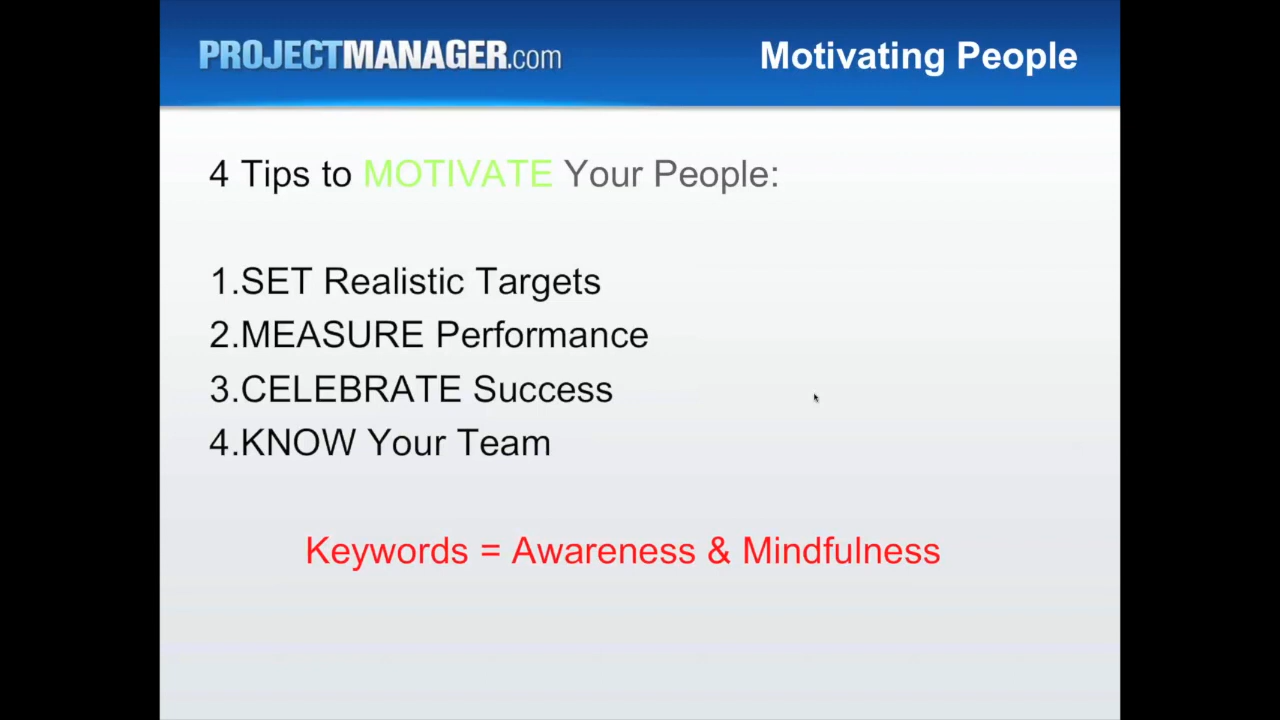 PROJECTMANAGER.com
Motivating People
4 Tips to MOTIVATE Your People:
1.SET Realistic Targets
2.MEASURE Performance
3.CELEBRATE Success
4.KNOW Your Team
Keywords = Awareness & Mindfulness